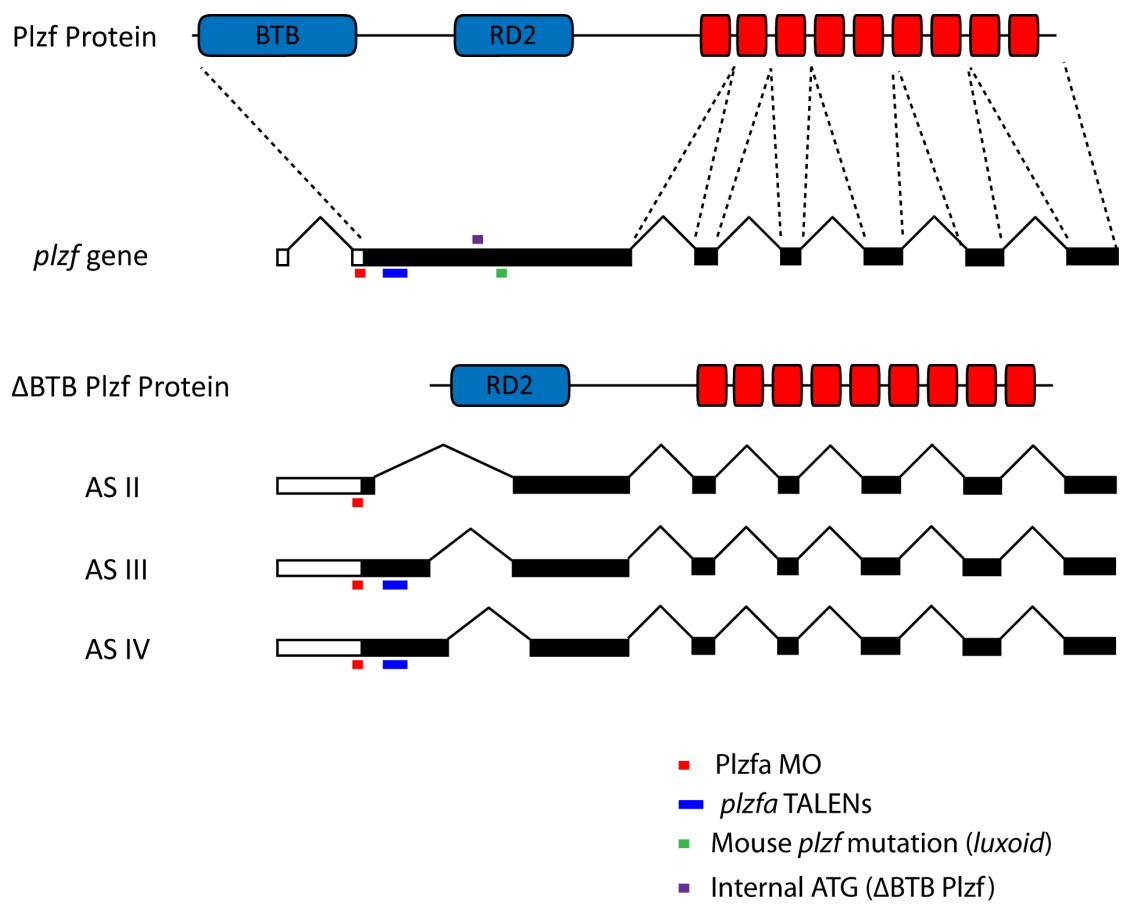 Plzf Protein
BTB
RD2
plzf gene
ΔBTB Plzf Protein
RD2
AS II
AS III
AS IV
Plzfa MO
plzfa TALENs
Mouse plzf mutation (luxoid)
Internal ATG (ΔBTB Plzf)